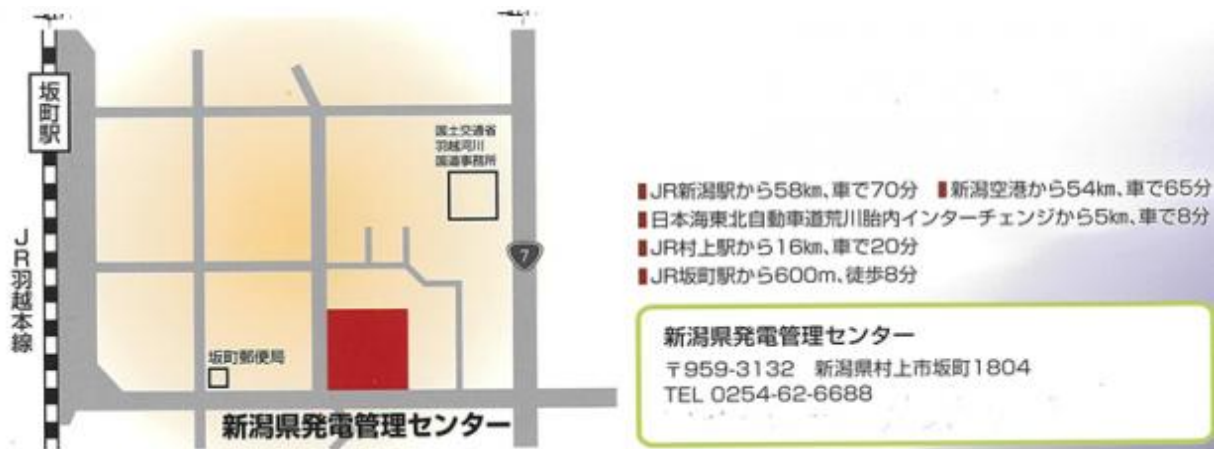 坂町駅
JR羽越本線
国土交通省
羽越河川
国道事務所
7
坂町郵便局
新潟県発電管理センター
■JR新潟駅から58km、車で70分 ■新潟空港から54km、車で65分
■日本海東北自動車道荒川胎内インターチェンジから5km、車で8分
■JR村上駅から16km、車で20分
■JR坂町駅から600m、徒歩8分
新潟県発電管理センター
〒959-3132 新潟県村上市坂町1804
TEL 0254-62-6688